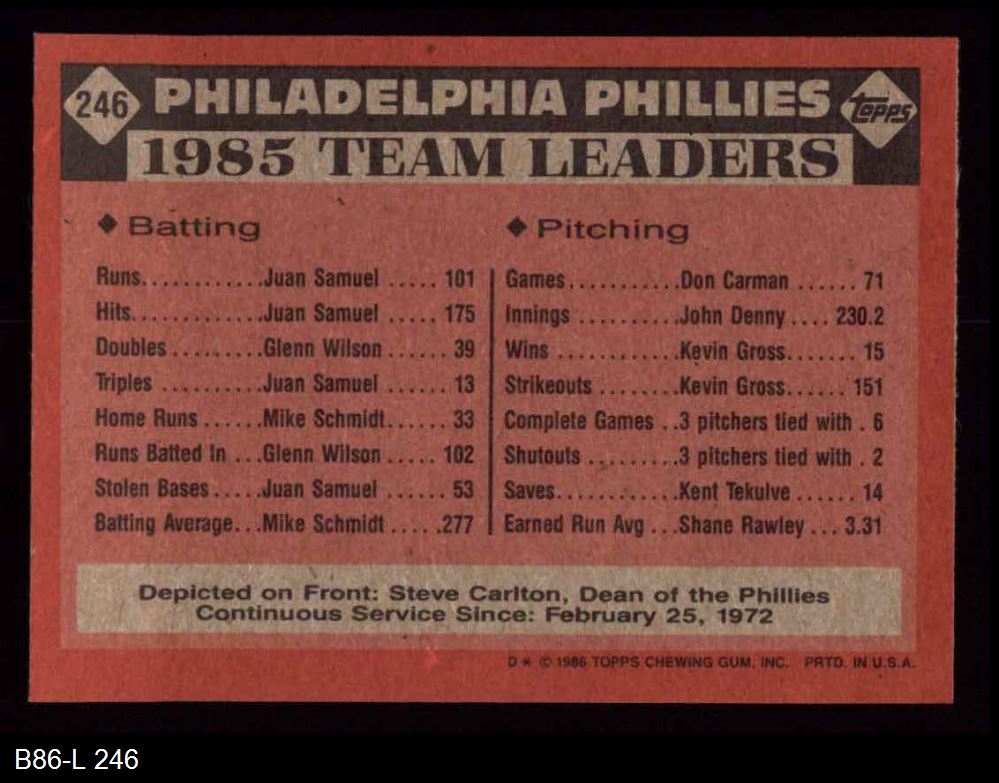 246 PHILADELPHIA PHILLIES TOPPS
1985 TEAM LEADERS
◆ Batting
Runs............Juan Samuel ..... 101
Hits.............Juan Samuel ..... 175
Doubles .........Glenn Wilson ...... 39
Triples ..........Juan Samuel ...... 13
Home Runs ......Mike Schmidt...... 33
Runs Batted In ...Glenn Wilson ..... 102
Stolen Bases .....Juan Samuel ...... 53
Batting Average...Mike Schmidt .....277
◆ Pitching
Games...........Don Carman ...... 71
Innings ..........John Denny .... 230.2
Wins ............Kevin Gross....... 15
Strikeouts ........Kevin Gross...... 151
Complete Games ..3 pitchers tied with . 6
Shutouts .........3 pitchers tied with . 2
Saves............Kent Tekulve ...... 14
Earned Run Avg ...Shane Rawley ... 3.31
Depicted on Front: Steve Carlton, Dean of the Phillies
Continuous Service Since: February 25, 1972
D * © 1986 TOPPS CHEWING GUM, INC. PRTD. IN U.S.A.
B86-L 246